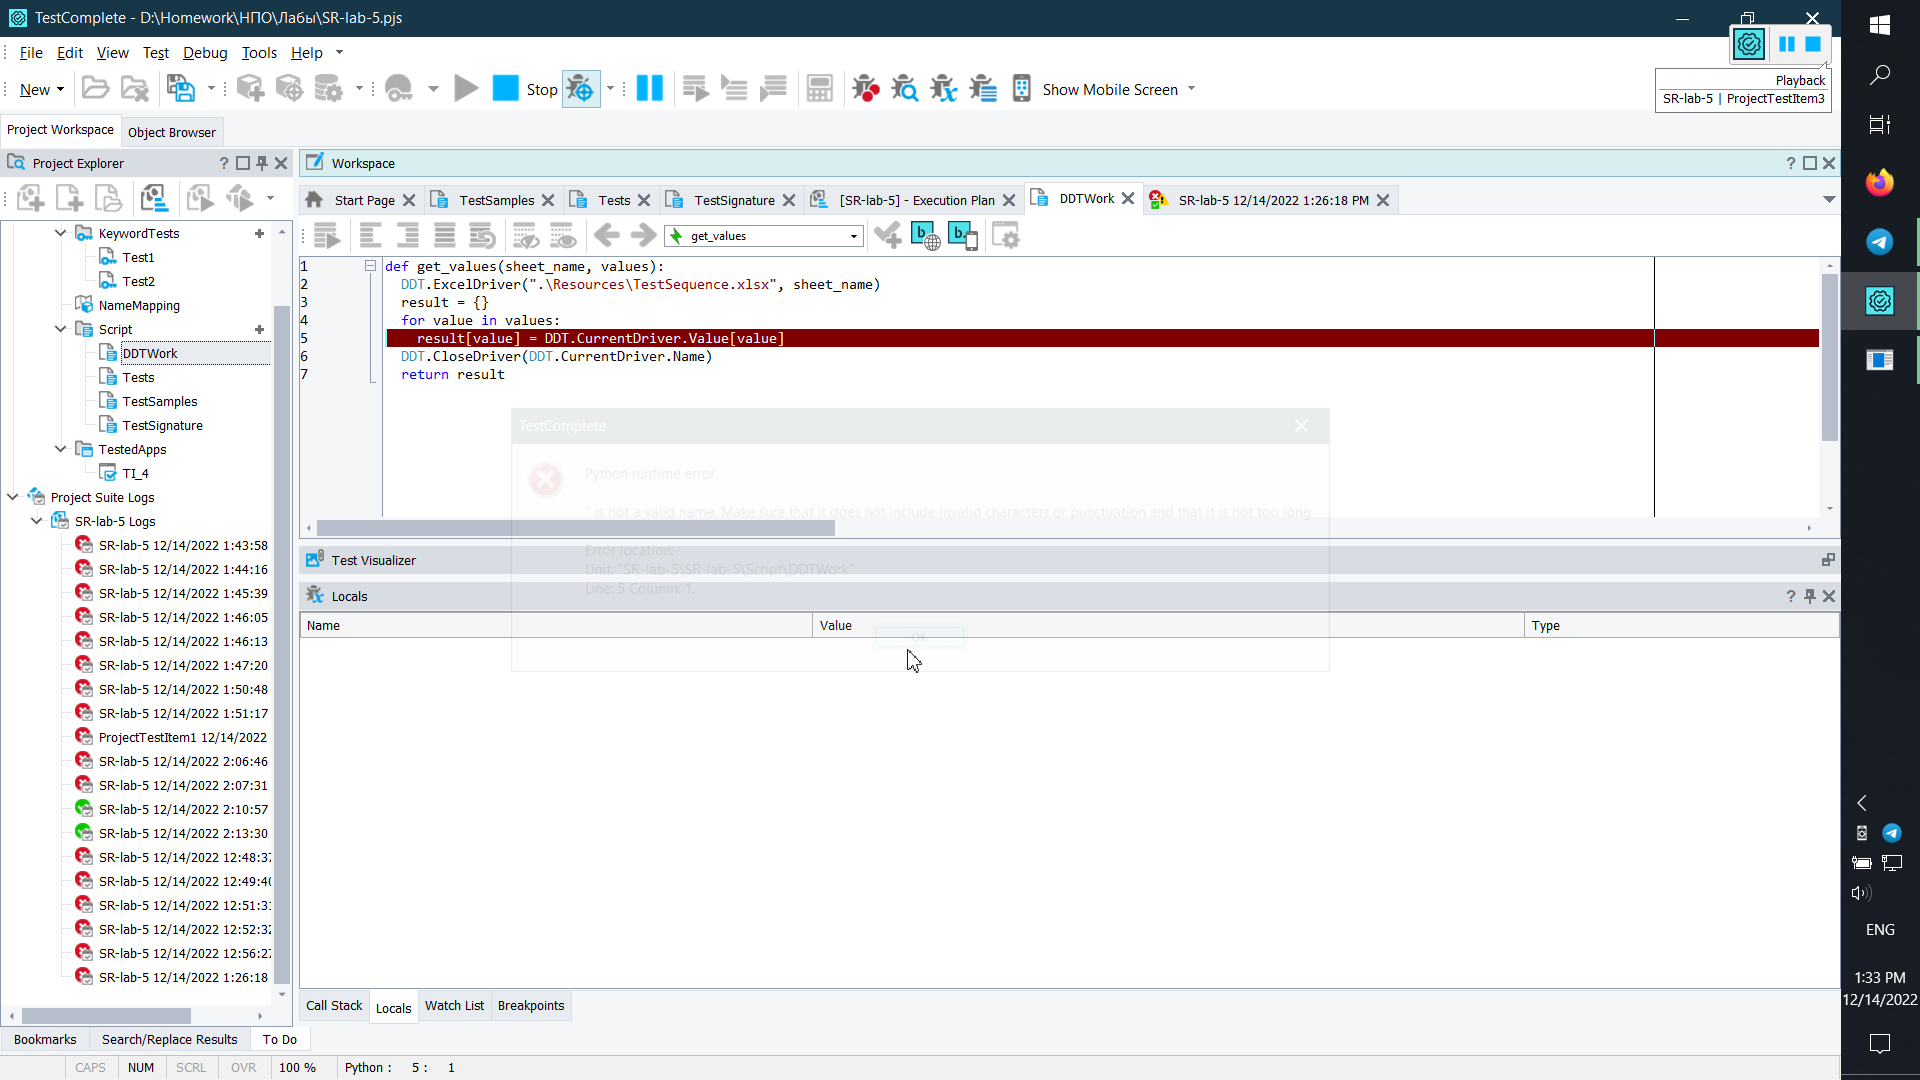 TestComplete - D:\Homework\НПО\Лабы\SR-lab-5.pjs
File Edit View Test Debug Tools Help
New
Stop
Show Mobile Screen
Playback
SR-lab-5 | ProjectTestItem3
Project Workspace
Object Browser
Project Explorer
Workspace
Start Page
TestSamples
Tests
TestSignature
[SR-lab-5] - Execution Plan
DDTWork
SR-lab-5 12/14/2022 1:26:18 PM
get_values
KeywordTests
Test1
Test2
NameMapping
Script
DDTWork
Tests
TestSamples
TestSignature
TestedApps
TI_4
Project Suite Logs
SR-lab-5 Logs
SR-lab-5 12/14/2022 1:43:58
SR-lab-5 12/14/2022 1:44:16
SR-lab-5 12/14/2022 1:45:39
SR-lab-5 12/14/2022 1:46:05
SR-lab-5 12/14/2022 1:46:13
SR-lab-5 12/14/2022 1:47:20
SR-lab-5 12/14/2022 1:50:48
SR-lab-5 12/14/2022 1:51:17
ProjectTestItem1 12/14/2022
SR-lab-5 12/14/2022 2:06:46
SR-lab-5 12/14/2022 2:07:31
SR-lab-5 12/14/2022 2:10:57
SR-lab-5 12/14/2022 2:13:30
SR-lab-5 12/14/2022 12:48:37
SR-lab-5 12/14/2022 12:49:40
SR-lab-5 12/14/2022 12:51:31
SR-lab-5 12/14/2022 12:52:32
SR-lab-5 12/14/2022 12:56:27
SR-lab-5 12/14/2022 1:26:18
1 def get_values(sheet_name, values):
2 DDT.ExcelDriver(".\Resources\TestSequence.xlsx", sheet_name)
3 result = {}
4 for value in values:
5 result[value] = DDT.CurrentDriver.Value[value]
6 DDT.CloseDriver(DDT.CurrentDriver.Name)
7 return result
TestComplete
Python runtime error.
'' is not a valid name. Make sure that it does not include invalid characters or punctuation and that it is not too long
Error location:
Unit: "SR-lab-5\SR-lab-5\Script\DDTWork"
Line: 5 Column: 1.
OK
Test Visualizer
Locals
Name Value Type
Call Stack Locals Watch List Breakpoints
Bookmarks Search/Replace Results To Do
CAPS NUM SCRL OVR 100 % Python : 5 : 1
ENG
1:33 PM
12/14/2022